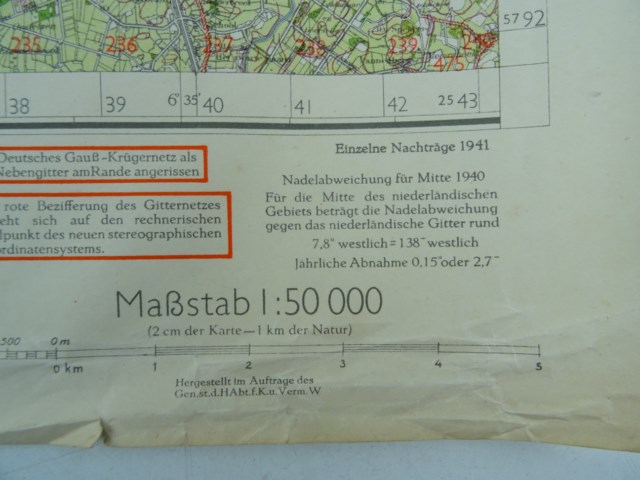 235 236 237 238 239 240
475
57 92
38 39 6° 35' 40 41 42 25 43
Einzelne Nachträge 1941
Deutsches Gauß-Krügernetz als
Nebengitter am Rande angerissen
Nadelabweichung für Mitte 1940
Für die Mitte des niederländischen
Gebiets beträgt die Nadelabweichung
gegen das niederländische Gitter rund
7,8° westlich = 138⁻ westlich
Jährliche Abnahme 0,15° oder 2,7⁻
rote Bezifferung des Gitternetzes
eht sich auf den rechnerischen
lpunkt des neuen stereographischen
rdinatensystems.
Maßstab 1:50 000
(2 cm der Karte — 1 km der Natur)
500 0 m
0 km 1 2 3 4 5
Hergestellt im Auftrage des
Gen.st.d.H Abt.f.K.u.Verm.W